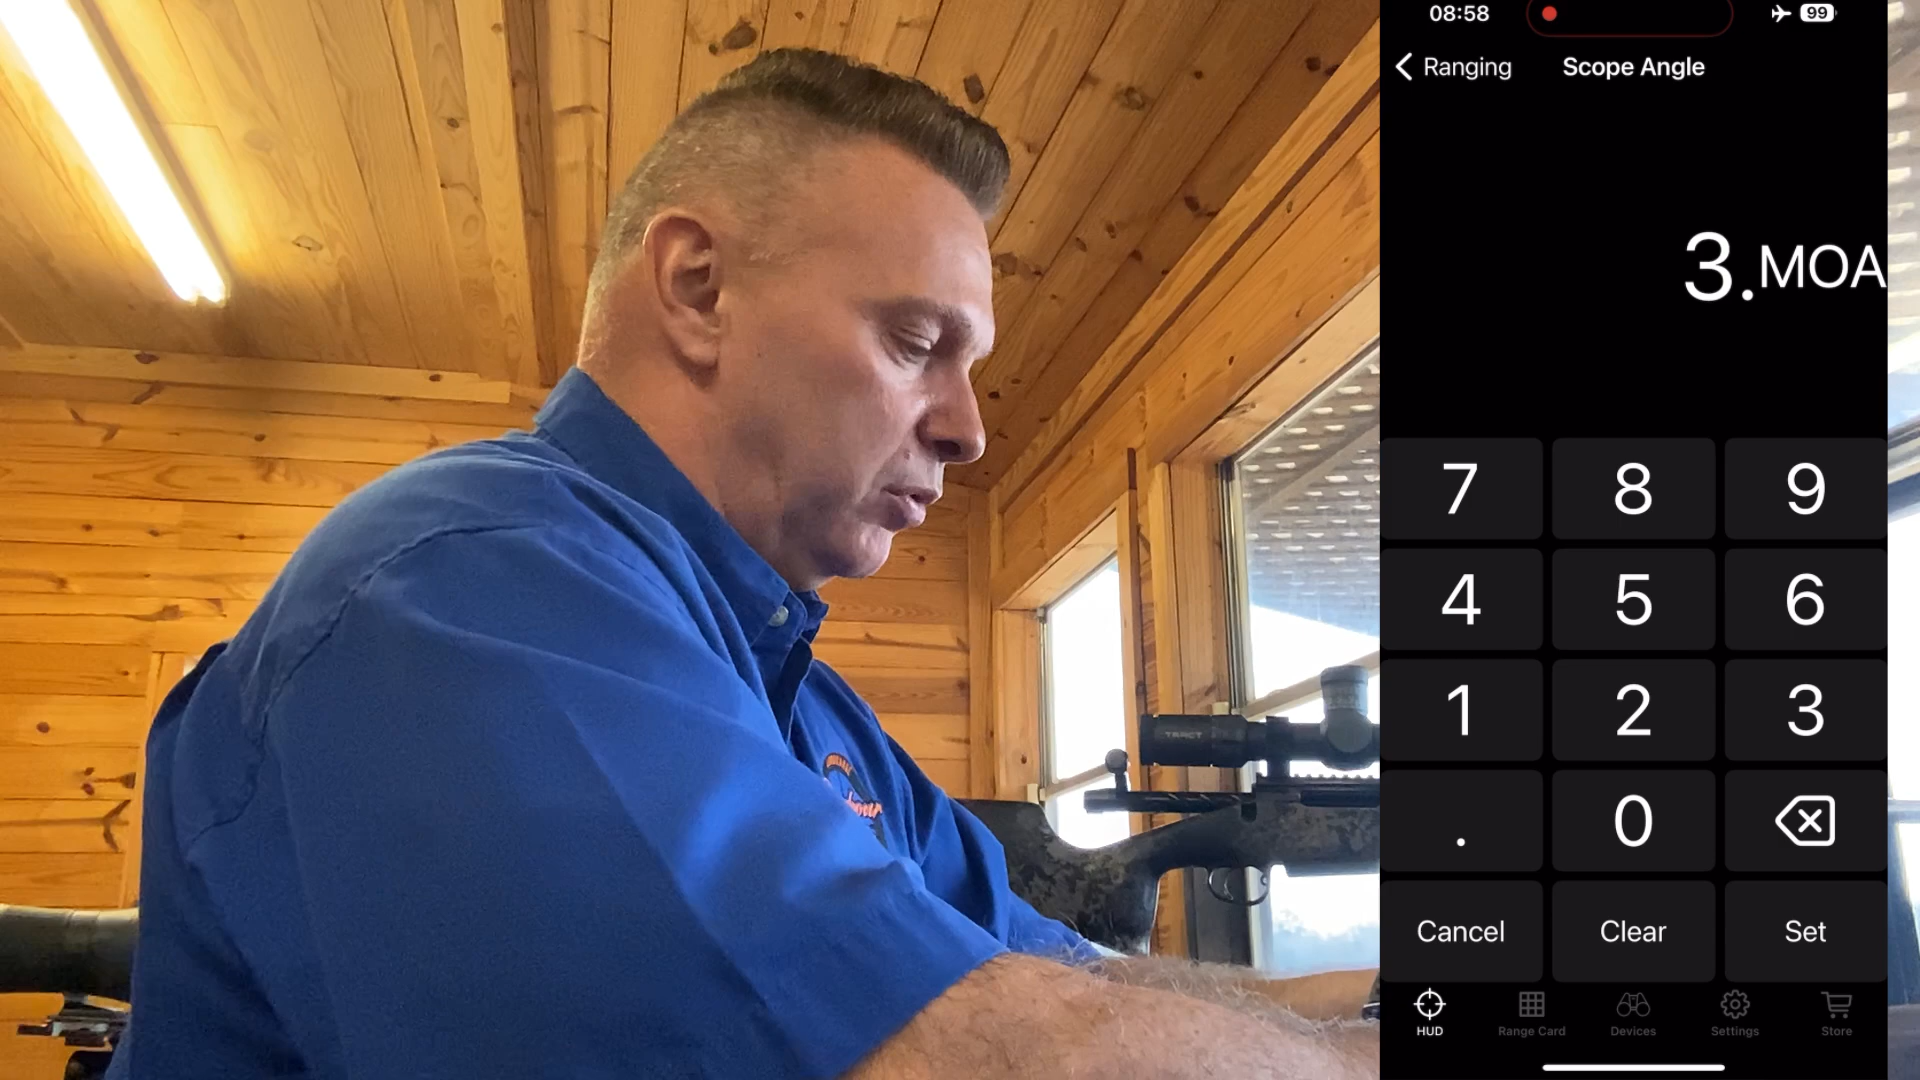 08:58
99
Ranging
Scope Angle
3.MOA
7 8 9
4 5 6
1 2 3
. 0
Cancel Clear Set
HUD Range Card Devices Settings Store
TRACT